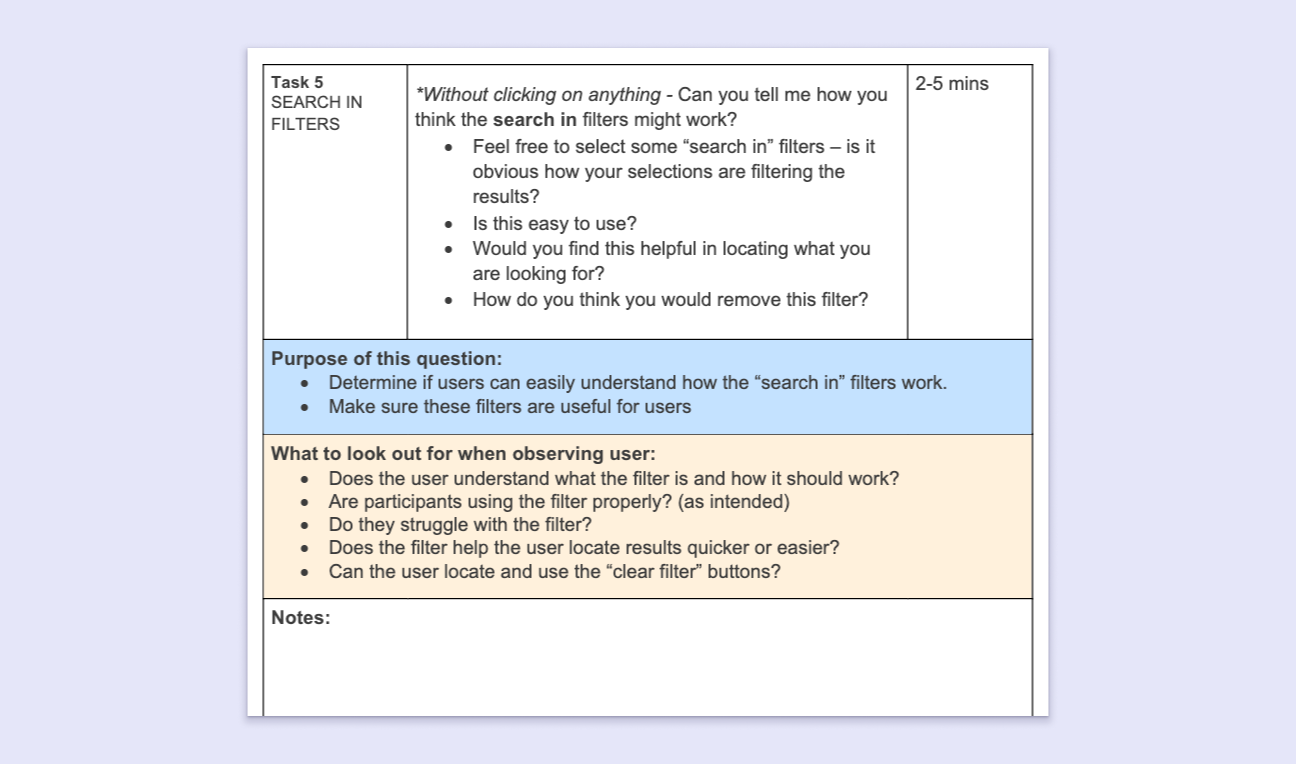 Task 5
SEARCH IN
FILTERS
*Without clicking on anything - Can you tell me how you
think the search in filters might work?
• Feel free to select some “search in” filters – is it
obvious how your selections are filtering the
results?
• Is this easy to use?
• Would you find this helpful in locating what you
are looking for?
• How do you think you would remove this filter?
2-5 mins
Purpose of this question:
• Determine if users can easily understand how the “search in” filters work.
• Make sure these filters are useful for users
What to look out for when observing user:
• Does the user understand what the filter is and how it should work?
• Are participants using the filter properly? (as intended)
• Do they struggle with the filter?
• Does the filter help the user locate results quicker or easier?
• Can the user locate and use the “clear filter” buttons?
Notes: